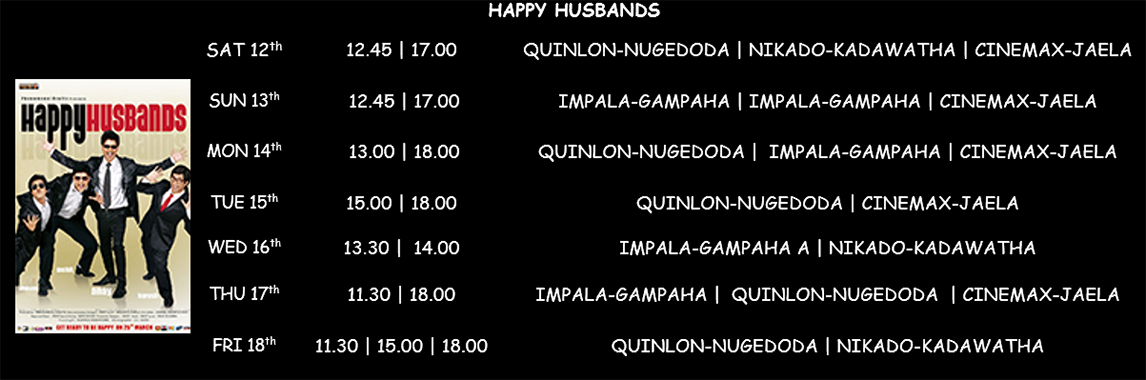 HAPPY HUSBANDS
SAT 12th 12.45 | 17.00 QUINLON-NUGEDODA | NIKADO-KADAWATHA | CINEMAX-JAELA
SUN 13th 12.45 | 17.00 IMPALA-GAMPAHA | IMPALA-GAMPAHA | CINEMAX-JAELA
MON 14th 13.00 | 18.00 QUINLON-NUGEDODA | IMPALA-GAMPAHA | CINEMAX-JAELA
TUE 15th 15.00 | 18.00 QUINLON-NUGEDODA | CINEMAX-JAELA
WED 16th 13.30 | 14.00 IMPALA-GAMPAHA A | NIKADO-KADAWATHA
THU 17th 11.30 | 18.00 IMPALA-GAMPAHA | QUINLON-NUGEDODA | CINEMAX-JAELA
FRI 18th 11.30 | 15.00 | 18.00 QUINLON-NUGEDODA | NIKADO-KADAWATHA
HAPPY HUSBANDS
GET READY TO BE HAPPY ON 25TH MARCH